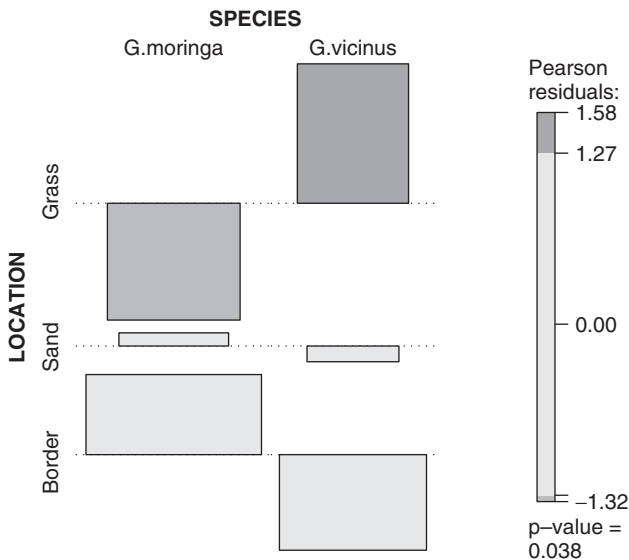 SPECIES
G.moringa G.vicinus
LOCATION
Grass
Sand
Border
Pearson
residuals:
1.58
1.27
0.00
−1.32
p–value =
0.038